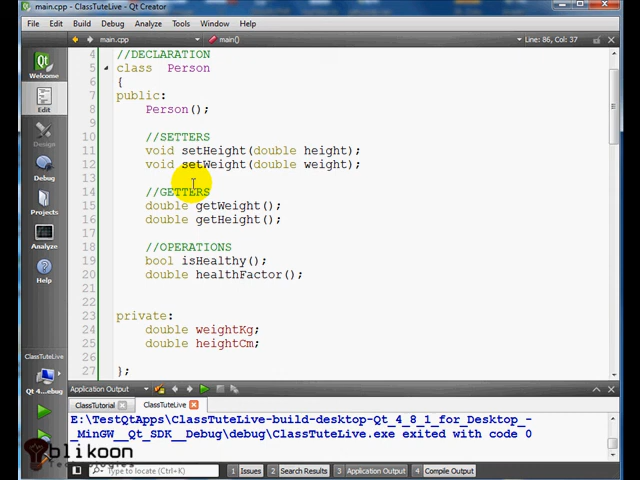 main.cpp - ClassTuteLive - Qt Creator
File Edit Build Debug Analyze Tools Window Help
main.cpp main() Line: 86, Col: 37
Welcome
Edit
Design
Debug
Projects
Analyze
Help
ClassTuteLive
Qt 4...ebug
4 //DECLARATION
5 class Person
6 {
7 public:
8 Person();
9
10 //SETTERS
11 void setHeight(double height);
12 void setWeight(double weight);
13
14 //GETTERS
15 double getWeight();
16 double getHeight();
17
18 //OPERATIONS
19 bool isHealthy();
20 double healthFactor();
21
22
23 private:
24 double weightKg;
25 double heightCm;
26
27 };
Application Output
ClassTutorial ClassTuteLive
E:\TestQtApps\ClassTuteLive-build-desktop-Qt_4_8_1_for_Desktop_-
_MinGW__Qt_SDK__Debug\debug\ClassTuteLive.exe exited with code 0
blikoon
Technologies
Type to locate (Ctrl+K) 1 Issues 2 Search Results 3 Application Output 4 Compile Output